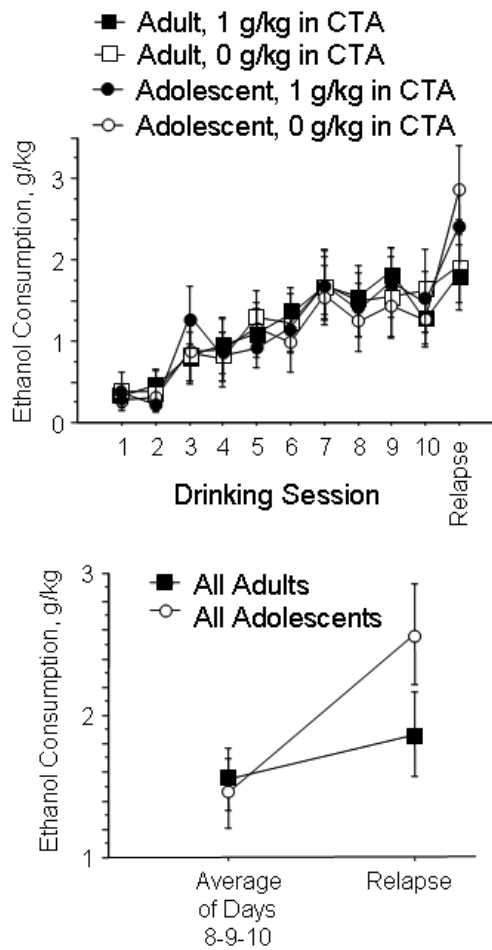 Adult, 1 g/kg in CTA
Adult, 0 g/kg in CTA
Adolescent, 1 g/kg in CTA
Adolescent, 0 g/kg in CTA
Ethanol Consumption, g/kg
3
2
1
0
1 2 3 4 5 6 7 8 9 10 Relapse
Drinking Session
All Adults
All Adolescents
Ethanol Consumption, g/kg
3
2
1
Average Relapse
of Days
8-9-10